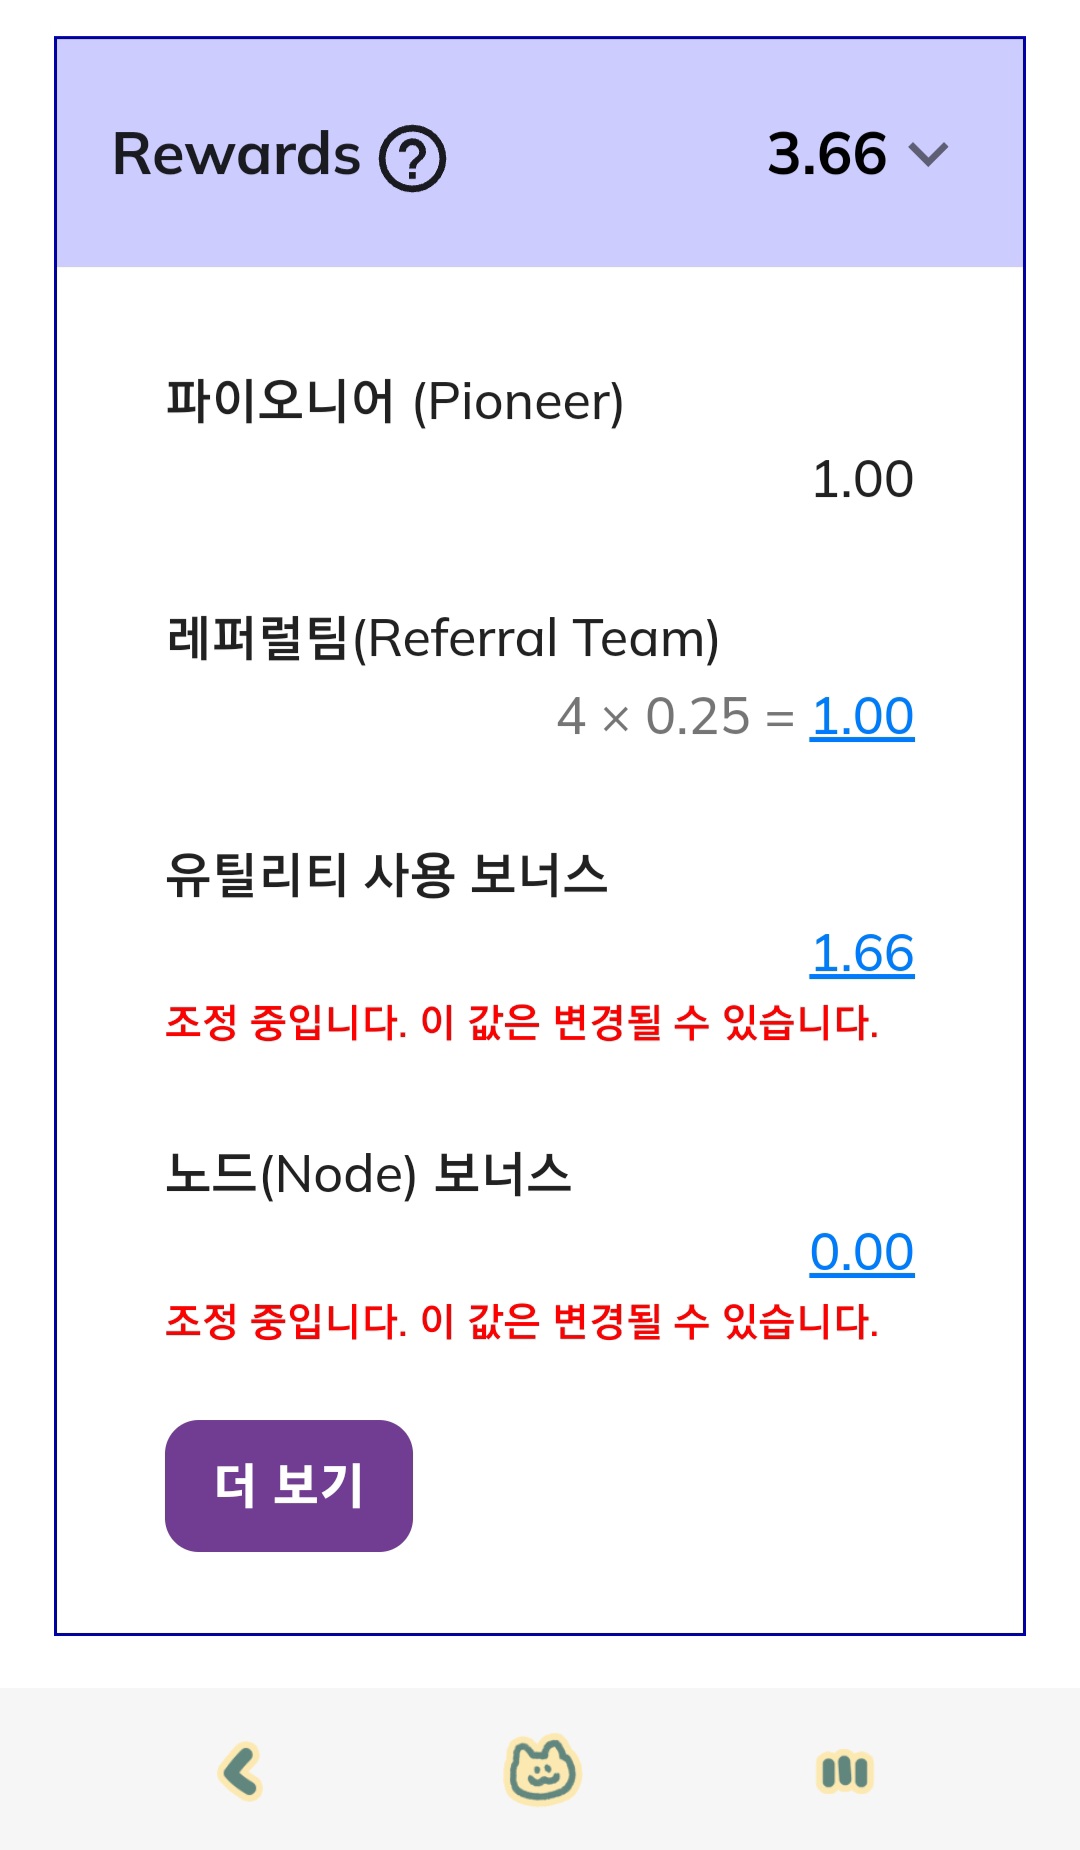 Rewards ? 3.66
파이오니어 (Pioneer)
1.00
레퍼럴팀(Referral Team)
4 × 0.25 = 1.00
유틸리티 사용 보너스
1.66
조정 중입니다. 이 값은 변경될 수 있습니다.
노드(Node) 보너스
0.00
조정 중입니다. 이 값은 변경될 수 있습니다.
더 보기